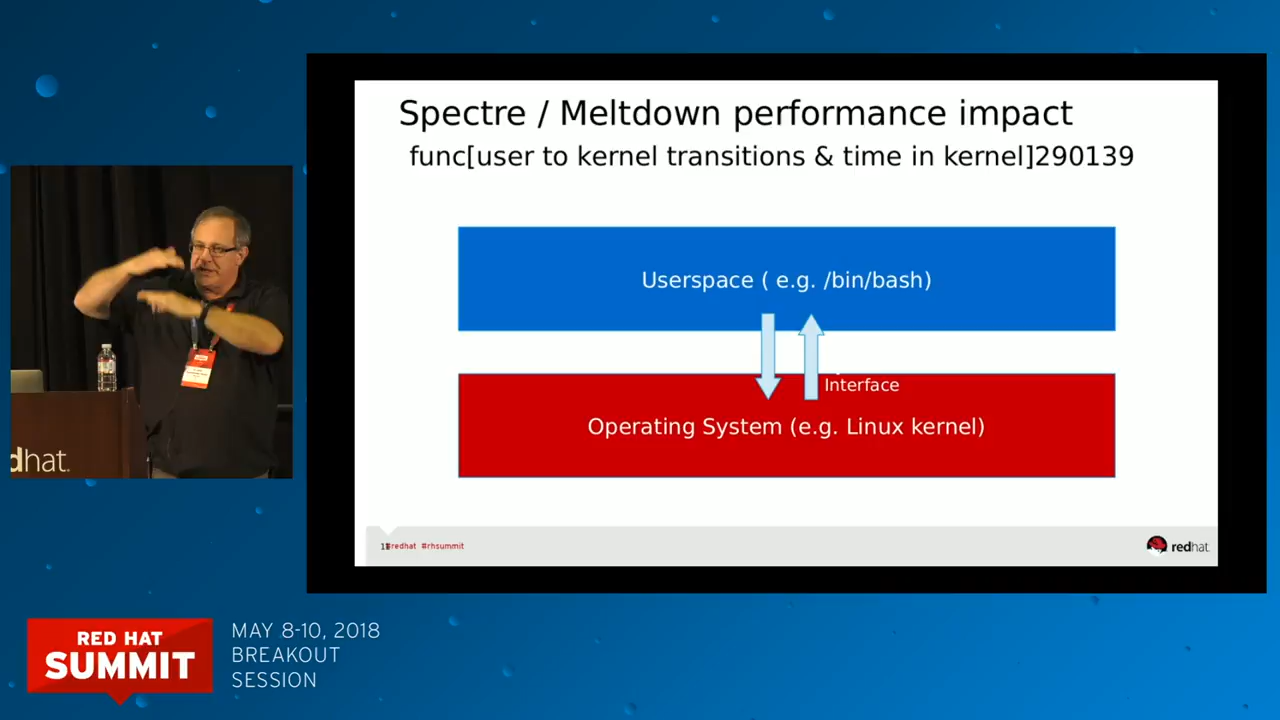 Spectre / Meltdown performance impact
func[user to kernel transitions & time in kernel]290139
Userspace ( e.g. /bin/bash)
Interface
Operating System (e.g. Linux kernel)
redhat #rhsummit
redhat.
dhat.
RED HAT
SUMMIT
MAY 8-10, 2018
BREAKOUT
SESSION